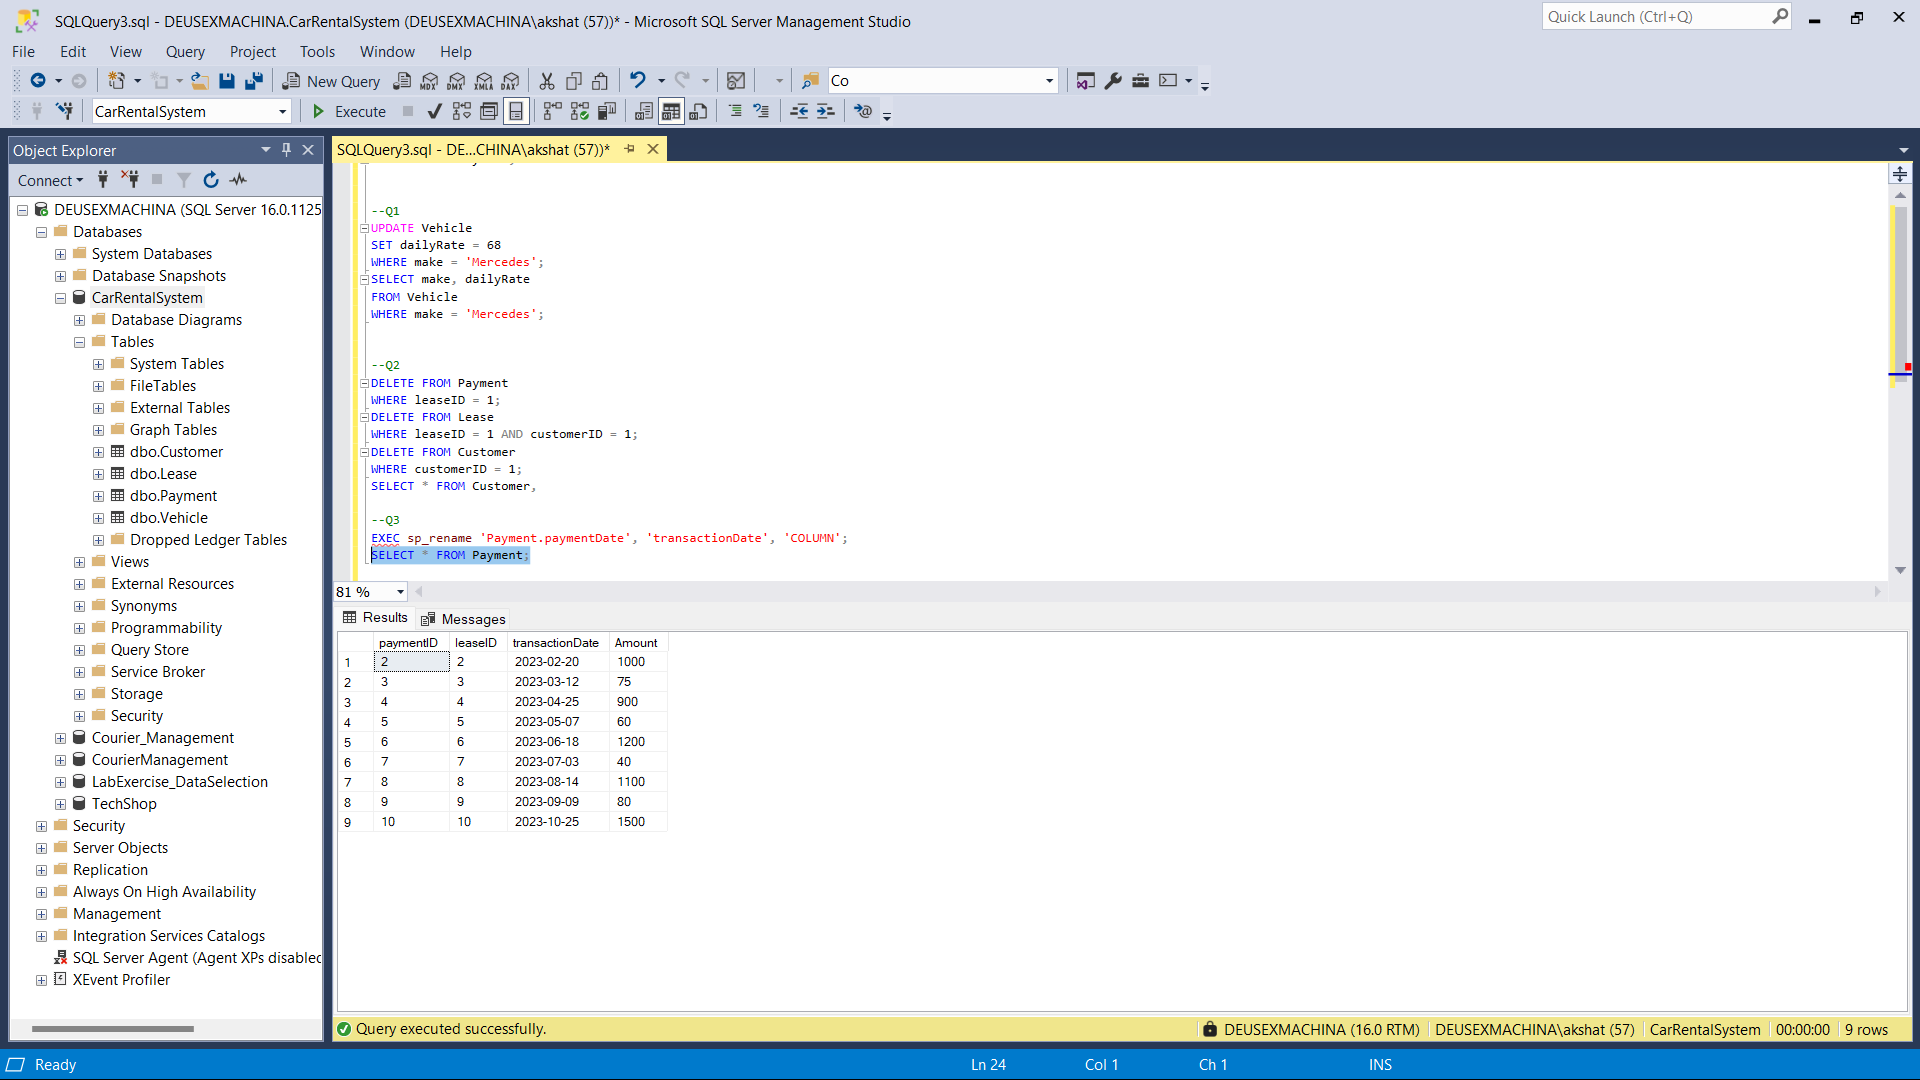 SQLQuery3.sql - DEUSEXMACHINA.CarRentalSystem (DEUSEXMACHINA\akshat (57))* - Microsoft SQL Server Management Studio
Quick Launch (Ctrl+Q)
File Edit View Query Project Tools Window Help
New Query MDX DMX XMLA DAX Co
CarRentalSystem Execute
Object Explorer
Connect
DEUSEXMACHINA (SQL Server 16.0.1125
Databases
System Databases
Database Snapshots
CarRentalSystem
Database Diagrams
Tables
System Tables
FileTables
External Tables
Graph Tables
dbo.Customer
dbo.Lease
dbo.Payment
dbo.Vehicle
Dropped Ledger Tables
Views
External Resources
Synonyms
Programmability
Query Store
Service Broker
Storage
Security
Courier_Management
CourierManagement
LabExercise_DataSelection
TechShop
Security
Server Objects
Replication
Always On High Availability
Management
Integration Services Catalogs
SQL Server Agent (Agent XPs disabled
XEvent Profiler
SQLQuery3.sql - DE...CHINA\akshat (57))*
--Q1
UPDATE Vehicle
SET dailyRate = 68
WHERE make = 'Mercedes';
SELECT make, dailyRate
FROM Vehicle
WHERE make = 'Mercedes';
--Q2
DELETE FROM Payment
WHERE leaseID = 1;
DELETE FROM Lease
WHERE leaseID = 1 AND customerID = 1;
DELETE FROM Customer
WHERE customerID = 1;
SELECT * FROM Customer,
--Q3
EXEC sp_rename 'Payment.paymentDate', 'transactionDate', 'COLUMN';
SELECT * FROM Payment;
81 %
Results Messages
paymentID leaseID transactionDate Amount
1 2 2 2023-02-20 1000
2 3 3 2023-03-12 75
3 4 4 2023-04-25 900
4 5 5 2023-05-07 60
5 6 6 2023-06-18 1200
6 7 7 2023-07-03 40
7 8 8 2023-08-14 1100
8 9 9 2023-09-09 80
9 10 10 2023-10-25 1500
Query executed successfully. DEUSEXMACHINA (16.0 RTM) DEUSEXMACHINA\akshat (57) CarRentalSystem 00:00:00 9 rows
Ready Ln 24 Col 1 Ch 1 INS